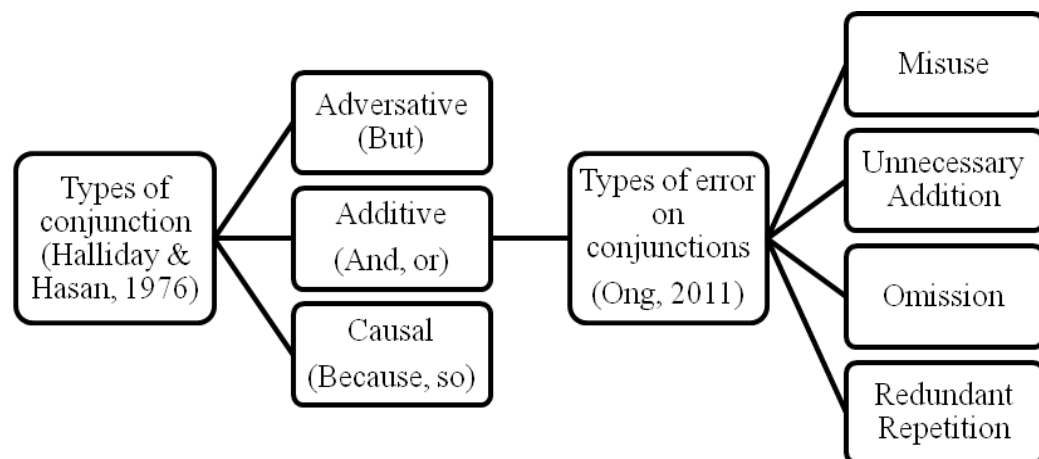 Types of
conjunction
(Halliday &
Hasan, 1976)
Adversative
(But)
Additive
(And, or)
Causal
(Because, so)
Types of error
on
conjunctions
(Ong, 2011)
Misuse
Unnecessary
Addition
Omission
Redundant
Repetition